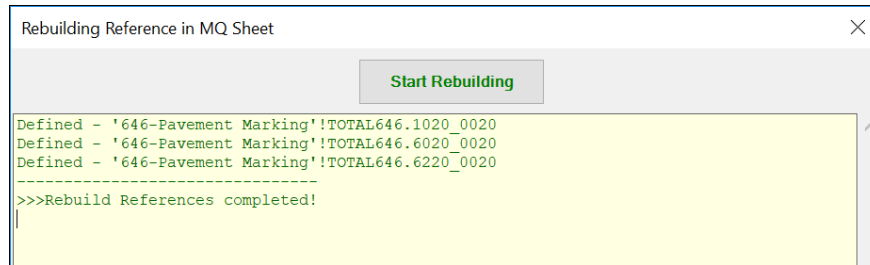 Rebuilding Reference in MQ Sheet
Start Rebuilding
Defined - '646-Pavement Marking'!TOTAL646.1020_0020
Defined - '646-Pavement Marking'!TOTAL646.6020_0020
Defined - '646-Pavement Marking'!TOTAL646.6220_0020
--------------------------------
>>>Rebuild References completed!